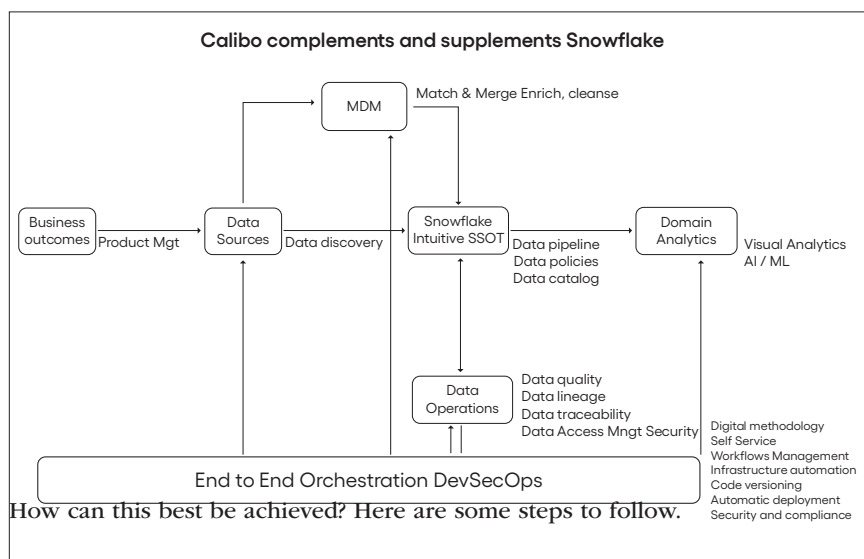 Calibo complements and supplements Snowflake
MDM
Match & Merge Enrich, cleanse
Business
outcomes
Product Mgt
Data
Sources
Data discovery
Snowflake
Intuitive SSOT
Data pipeline
Data policies
Data catalog
Domain
Analytics
Visual Analytics
AI / ML
Data
Operations
Data quality
Data lineage
Data traceability
Data Access Mngt Security
Digital methodology
Self Service
Workflows Management
Infrastructure automation
Code versioning
Automatic deployment
Security and compliance
End to End Orchestration DevSecOps
How can this best be achieved? Here are some steps to follow.